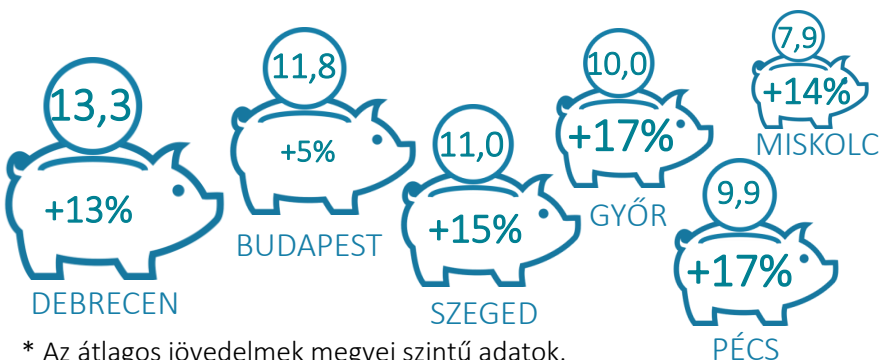 13,3
+13%
DEBRECEN
11,8
+5%
BUDAPEST
11,0
+15%
SZEGED
10,0
+17%
GYŐR
9,9
+17%
PÉCS
7,9
+14%
MISKOLC
* Az átlagos jövedelmek megyei szintű adatok.